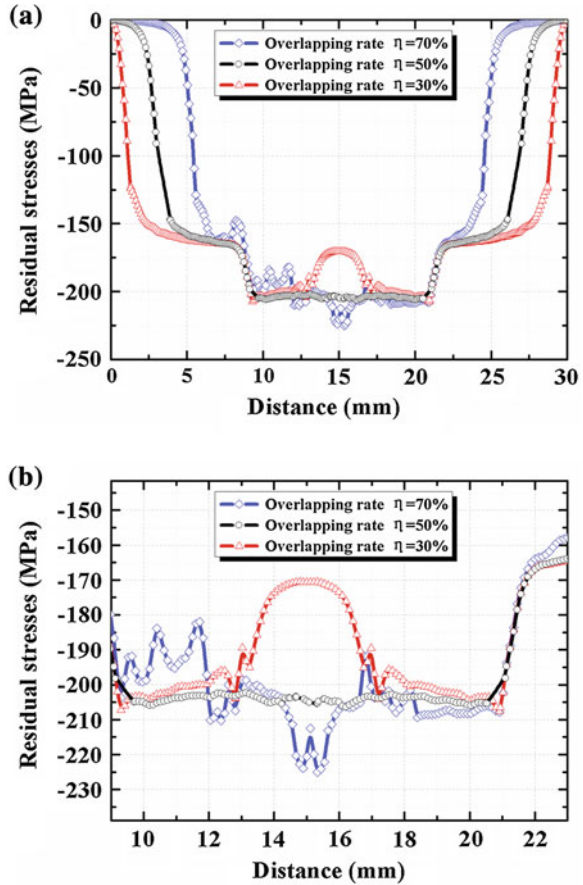 (a)
0
-50
-100
-150
-200
-250
Residual stresses (MPa)
Overlapping rate η=70%
Overlapping rate η=50%
Overlapping rate η=30%
0 5 10 15 20 25 30
Distance (mm)
(b)
-150
-160
-170
-180
-190
-200
-210
-220
-230
Residual stresses (MPa)
Overlapping rate η=70%
Overlapping rate η=50%
Overlapping rate η=30%
10 12 14 16 18 20 22
Distance (mm)